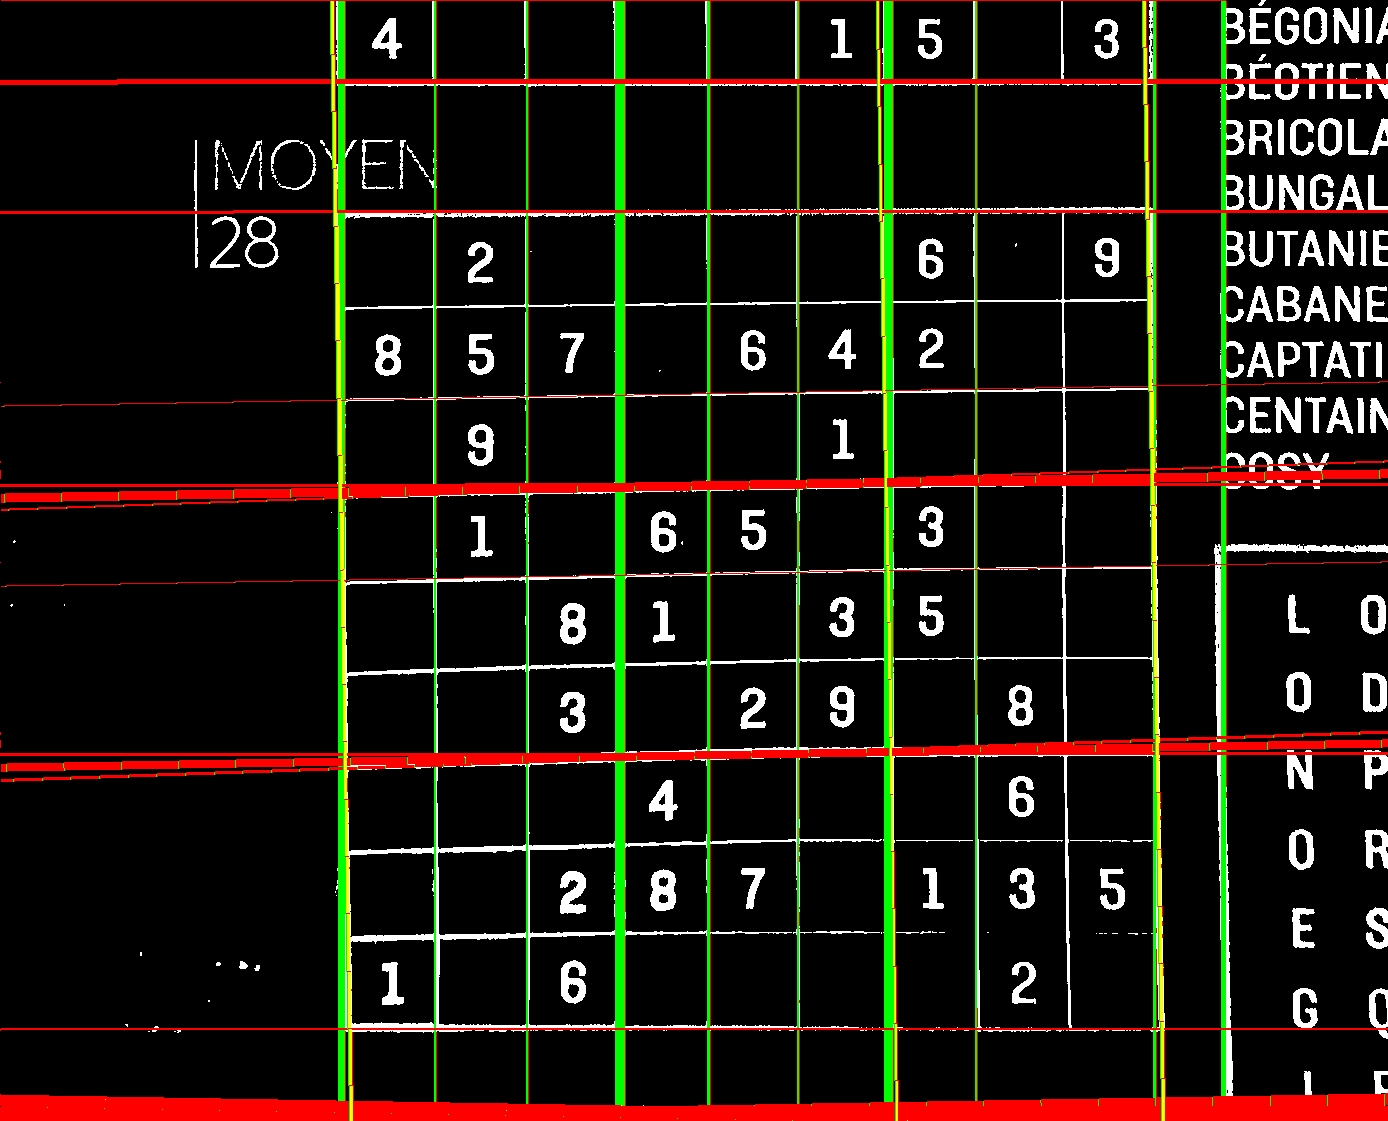 4 1 5 3
MOYEN
28
2 6 9
8 5 7 6 4 2
9 1
1 6 5 3
8 1 3 5
3 2 9 8
4 6
2 8 7 1 3 5
1 6 2
BÉGONIA
BÉOTIEN
BRICOLA
BUNGAL
BUTANIE
CABANE
CAPTATI
CENTAIN
COSY
L O
O D
N P
O R
E S
G